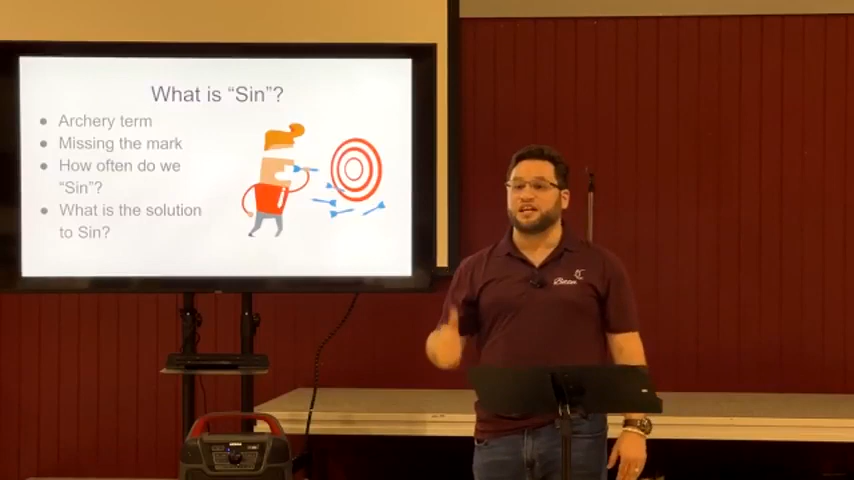 What is “Sin”?
● Archery term
● Missing the mark
● How often do we
“Sin”?
● What is the solution
to Sin?